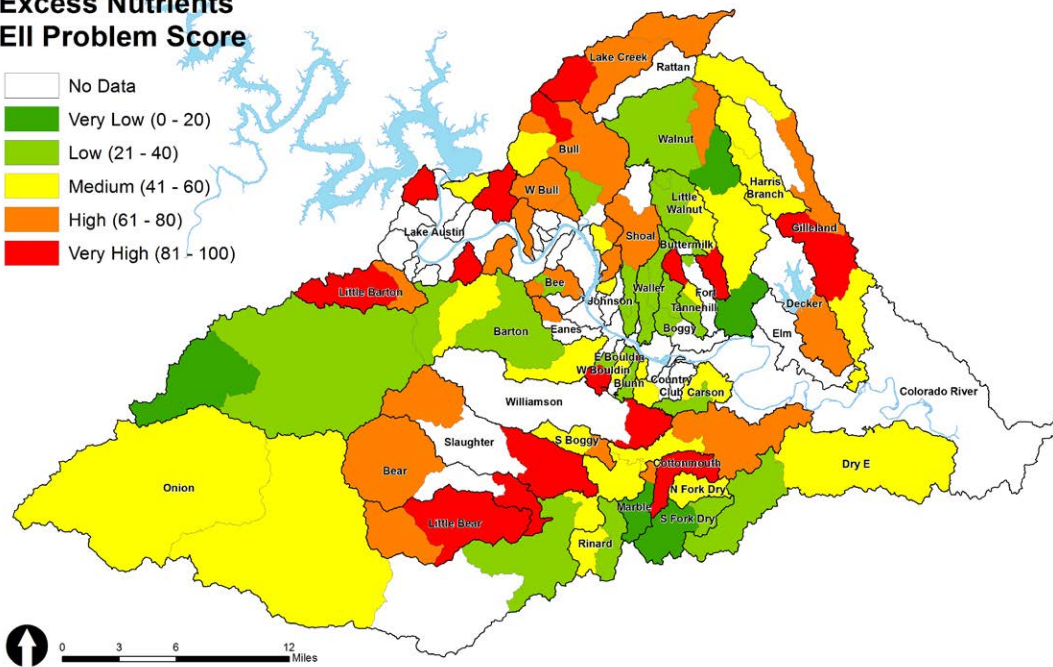 Excess Nutrients
EII Problem Score
No Data
Very Low (0 - 20)
Low (21 - 40)
Medium (41 - 60)
High (61 - 80)
Very High (81 - 100)
Lake Creek
Rattan
Walnut
Bull
W Bull
Harris
Branch
Little
Walnut
Gilleland
Lake Austin
Shoal
Buttermilk
Little Barton
Bee
Waller
Fort
Johnson
Tannehill
Decker
Barton
Eanes
Boggy
Elm
E Bouldin
W Bouldin
Blunn
Country
Club
Carson
Colorado River
Williamson
Slaughter
S Boggy
Bear
Cottonmouth
Dry E
Onion
N Fork Dry
Marble
S Fork Dry
Little Bear
Rinard
0 3 6 12
Miles